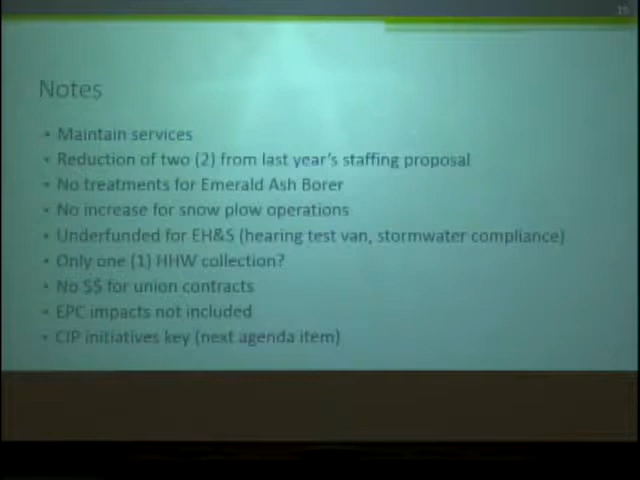 Notes
• Maintain services
• Reduction of two (2) from last year's staffing proposal
• No treatments for Emerald Ash Borer
• No increase for snow plow operations
• Underfunded for EH&S (hearing test van, stormwater compliance)
• Only one (1) HHW collection?
• No $$ for union contracts
• EPC impacts not included
• CIP initiatives key (next agenda item)